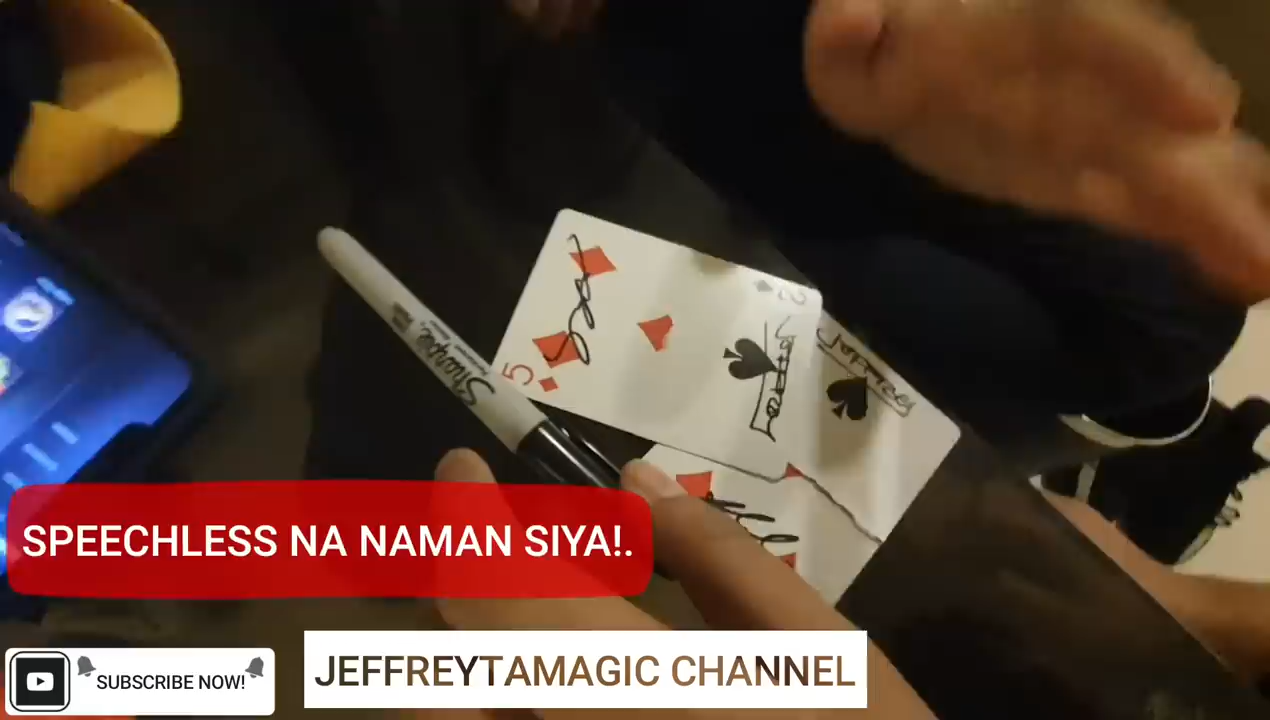 2
5
Sharpie
SPEECHLESS NA NAMAN SIYA!.
SUBSCRIBE NOW!
JEFFREYTAMAGIC CHANNEL